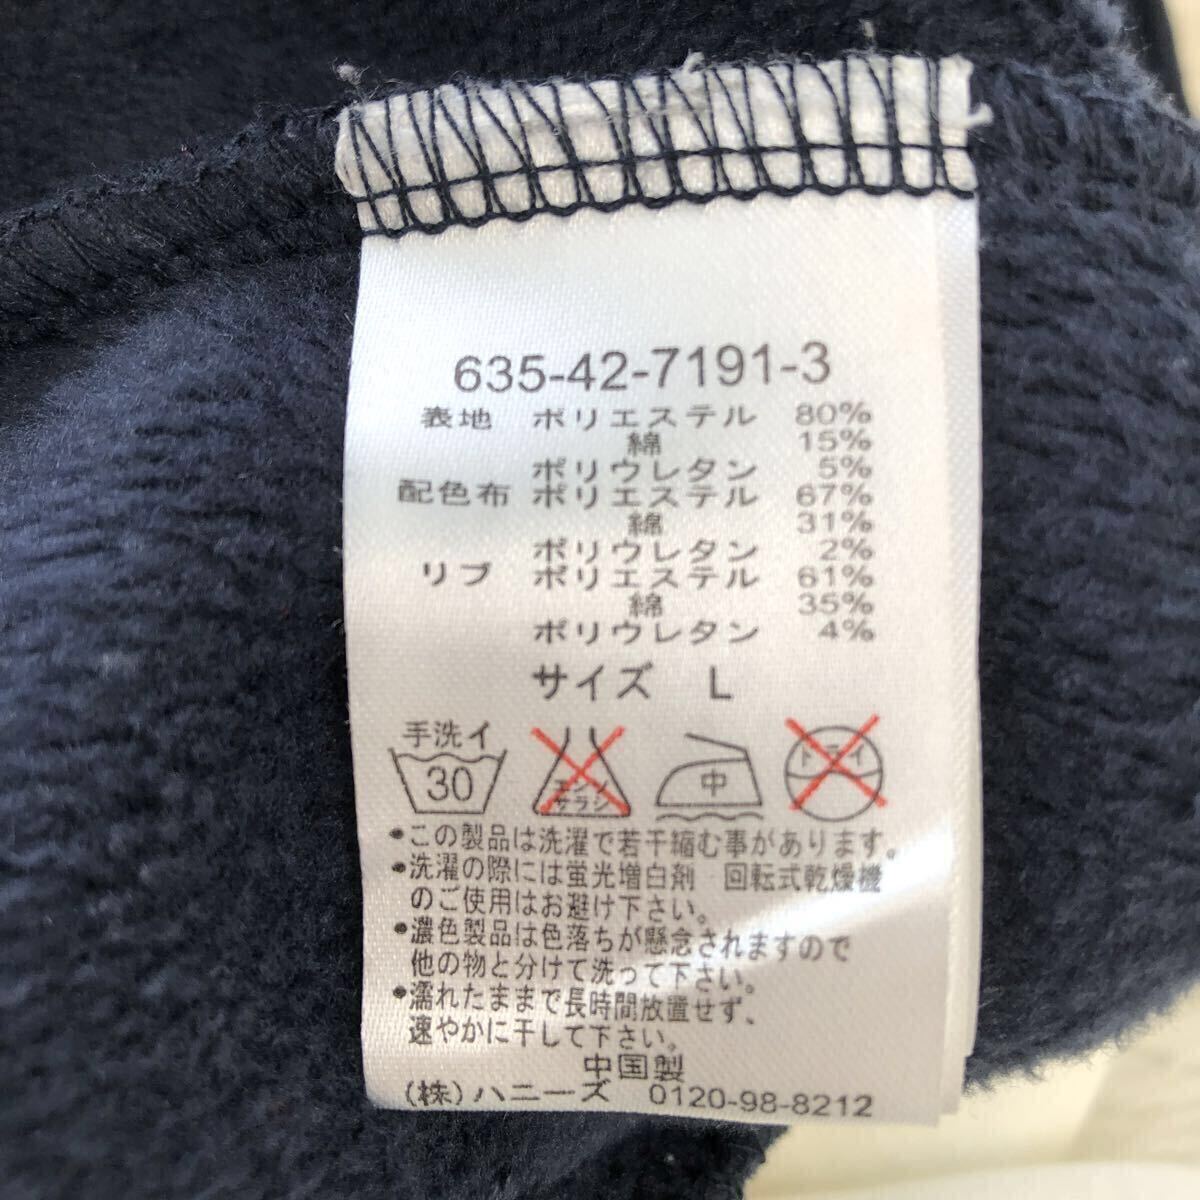 635-42-7191-3
表地 ポリエステル 80%
綿 15%
ポリウレタン 5%
配色布 ポリエステル 67%
綿 31%
ポリウレタン 2%
リブ ポリエステル 61%
綿 35%
ポリウレタン 4%
サイズ L
手洗イ
30
エンソ
サラシ
中
ドライ
•この製品は洗濯で若干縮む事があります。
•洗濯の際には蛍光増白剤 回転式乾燥機
のご使用はお避け下さい。
•濃色製品は色落ちが懸念されますので
他の物と分けて洗って下さい。
•濡れたままで長時間放置せず、
速やかに干して下さい。
中国製
(株)ハニーズ 0120-98-8212